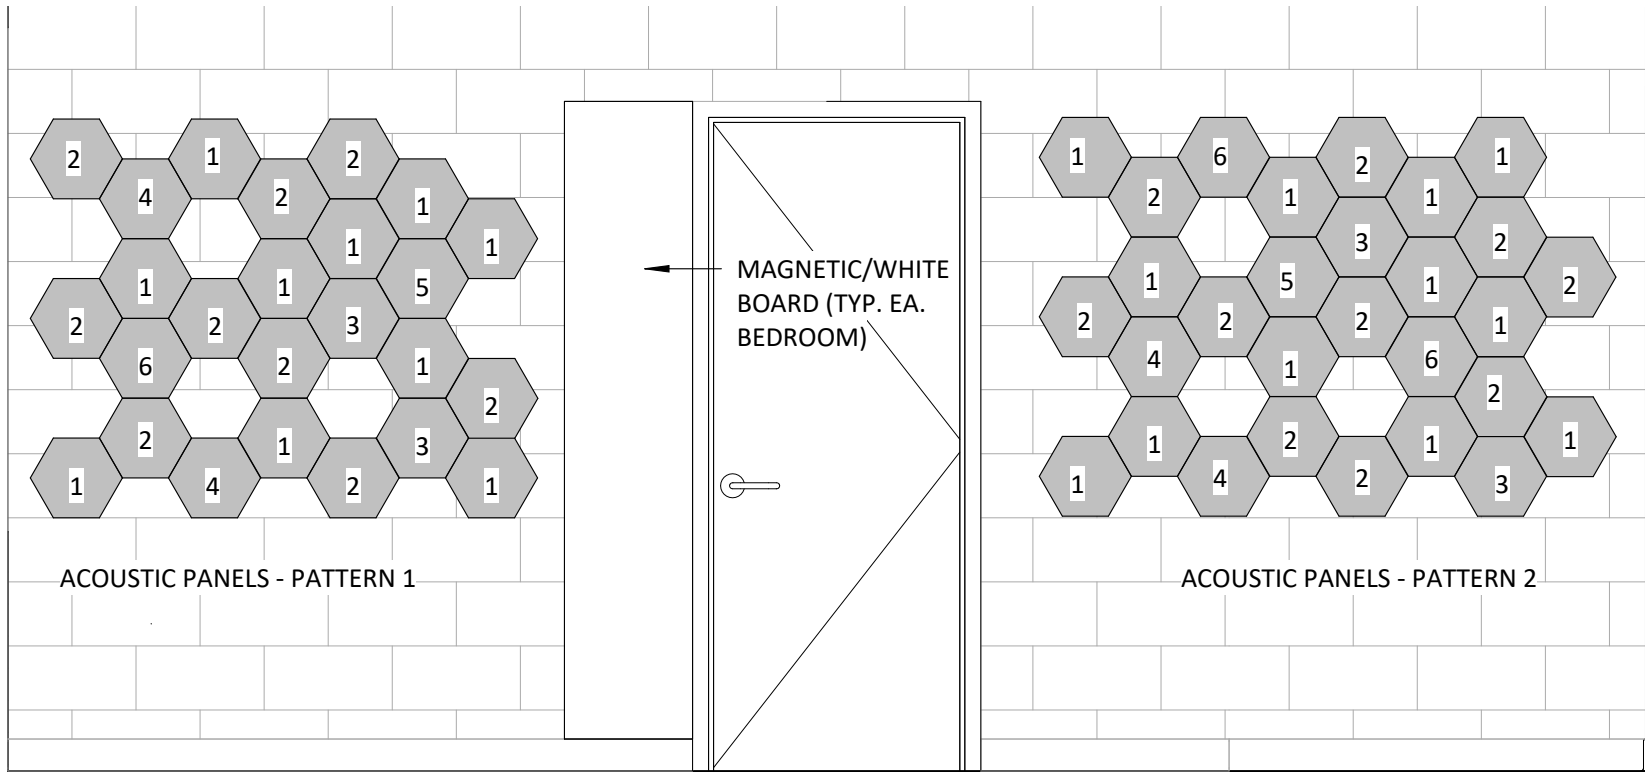 2 1 2
4 2 1
1 1
1 1 5
2 2 3
6 2 1
2
2 1 3
1 4 2 1
ACOUSTIC PANELS - PATTERN 1
MAGNETIC/WHITE
BOARD (TYP. EA.
BEDROOM)
1 6 2 1
2 1 1
3 2
1 5 1 2
2 2 2 1
4 1 6
2
1 2 1 1
1 4 2 3
ACOUSTIC PANELS - PATTERN 2